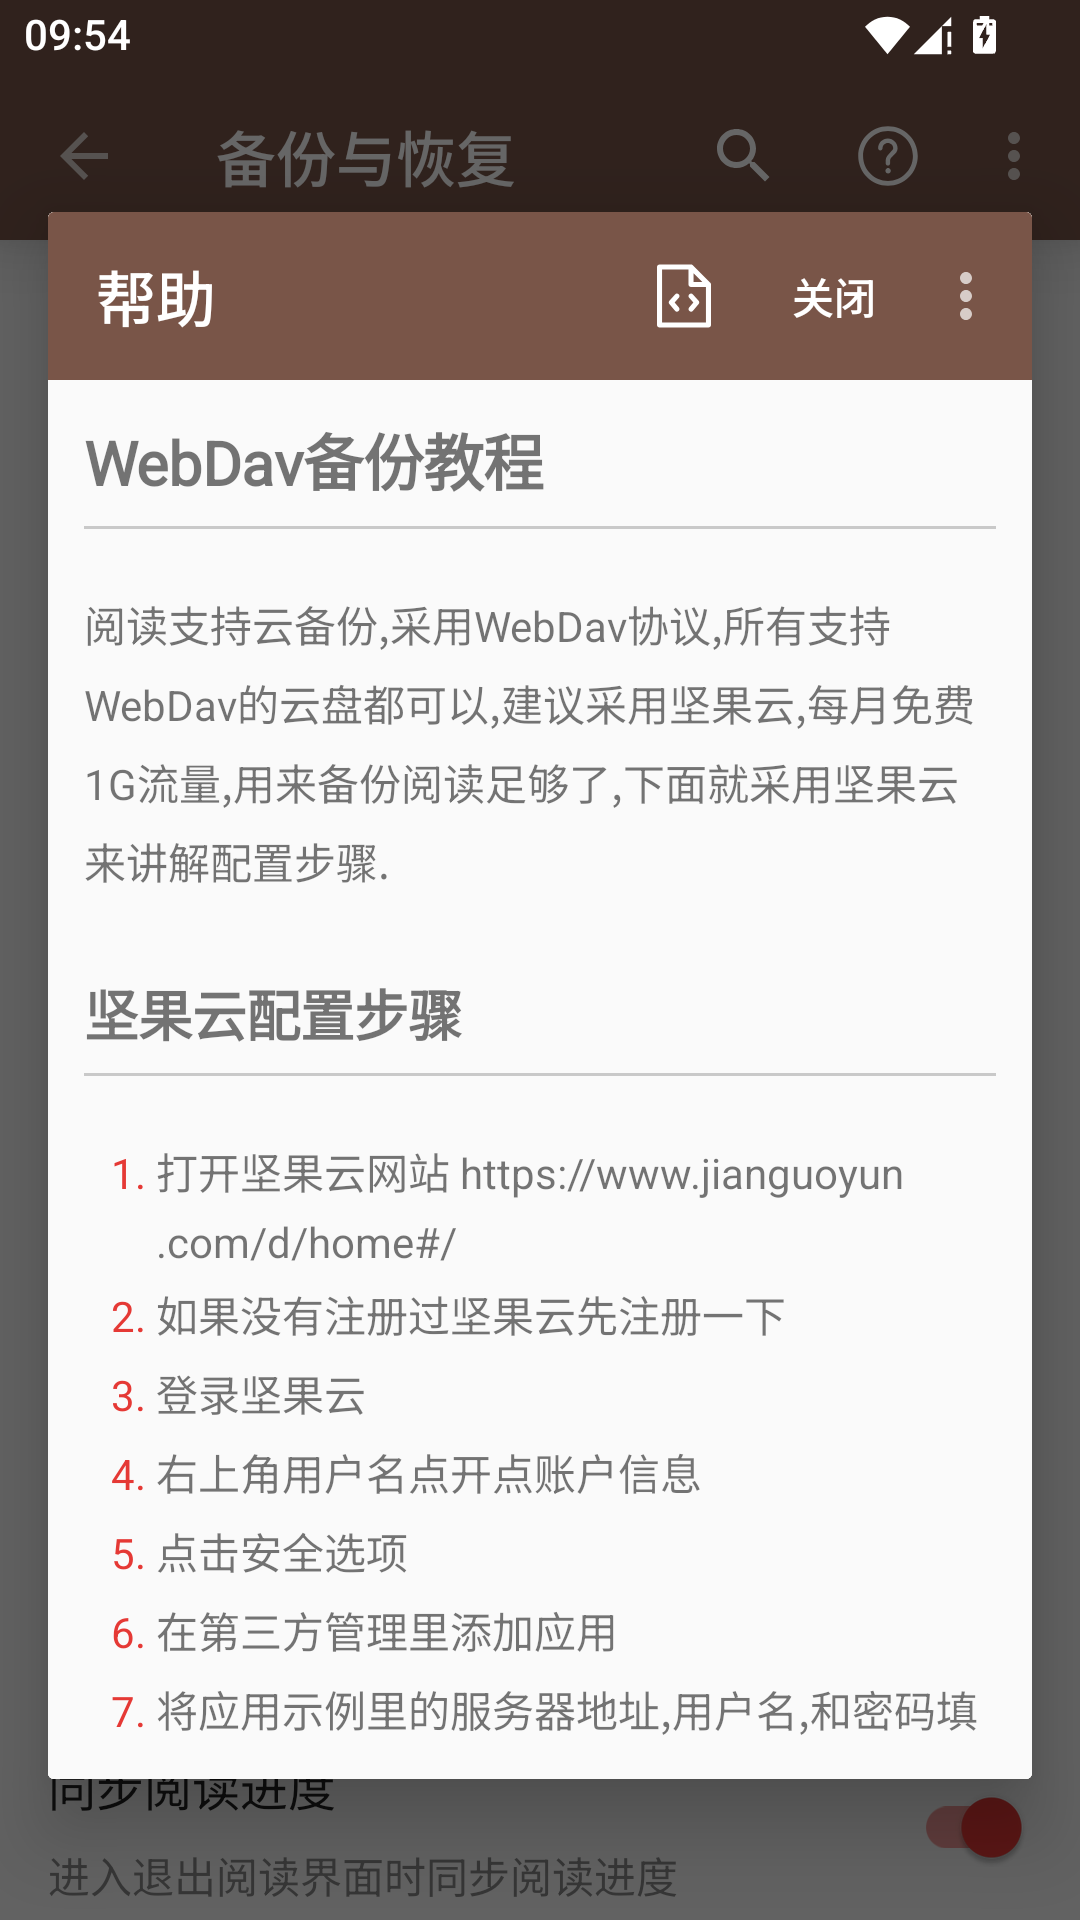 09:54
备份与恢复
帮助
关闭
WebDav备份教程
阅读支持云备份,采用WebDav协议,所有支持
WebDav的云盘都可以,建议采用坚果云,每月免费
1G流量,用来备份阅读足够了,下面就采用坚果云
来讲解配置步骤.
坚果云配置步骤
1. 打开坚果云网站 https://www.jianguoyun
.com/d/home#/
2. 如果没有注册过坚果云先注册一下
3. 登录坚果云
4. 右上角用户名点开点账户信息
5. 点击安全选项
6. 在第三方管理里添加应用
7. 将应用示例里的服务器地址,用户名,和密码填
同步阅读进度
进入退出阅读界面时同步阅读进度